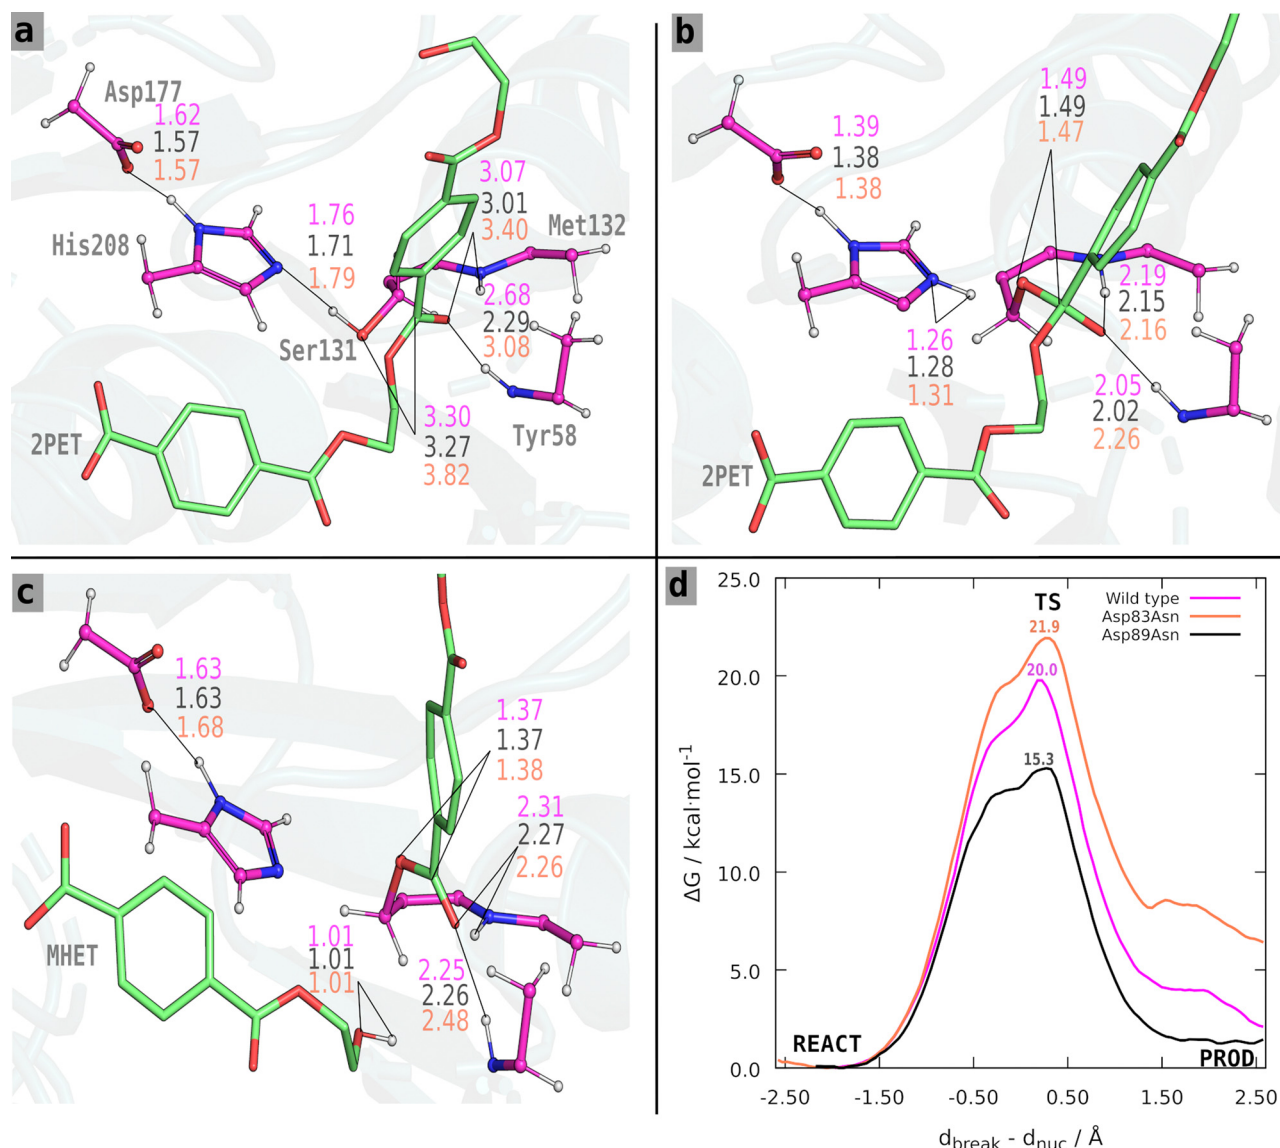 a
Asp177
1.62
1.57
1.57
His208
1.76
1.71
1.79
3.07
3.01
3.40
Met132
2.68
2.29
3.08
Ser131
3.30
3.27
3.82
Tyr58
2PET
b
1.49
1.49
1.47
1.39
1.38
1.38
2.19
2.15
2.16
1.26
1.28
1.31
2.05
2.02
2.26
2PET
c
1.63
1.63
1.68
1.37
1.37
1.38
2.31
2.27
2.26
MHET
1.01
1.01
1.01
2.25
2.26
2.48
d
25.0
20.0
15.0
10.0
5.0
0.0
ΔG / kcal·mol⁻¹
TS
21.9
20.0
15.3
Wild type
Asp83Asn
Asp89Asn
REACT
PROD
-2.50 -1.50 -0.50 0.50 1.50 2.50
d_break - d_nuc / Å